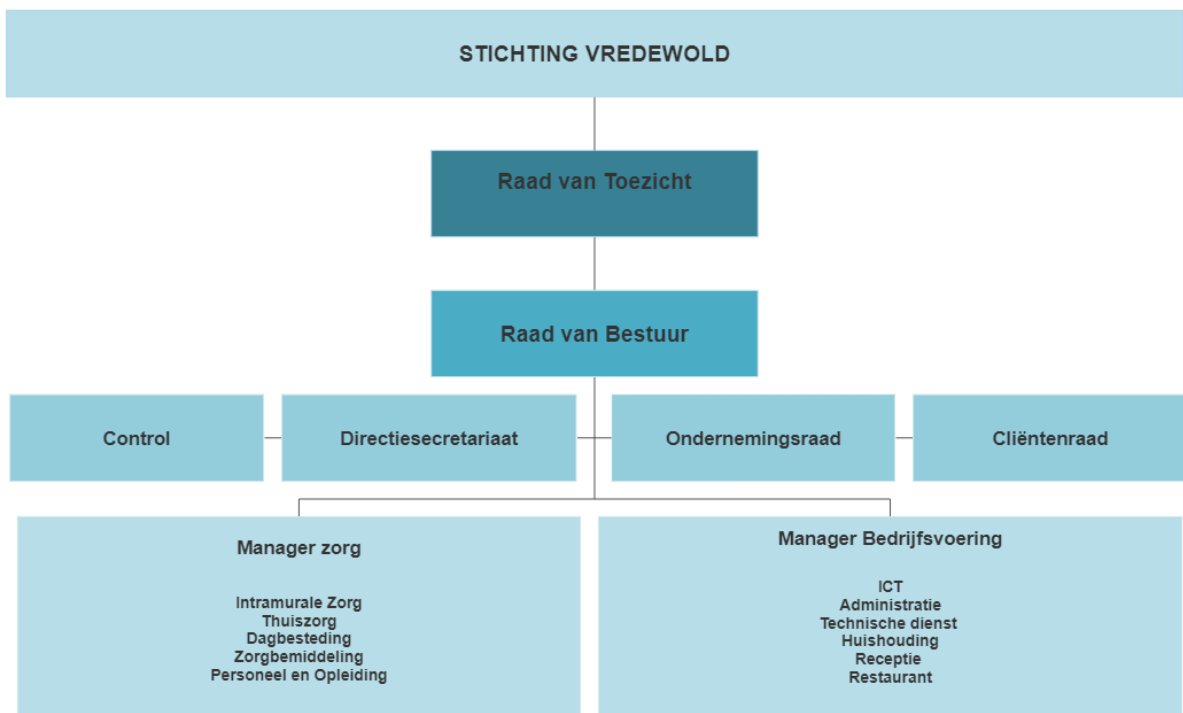 STICHTING VREDEWOLD
Raad van Toezicht
Raad van Bestuur
Control
Directiesecretariaat
Ondernemingsraad
Cliëntenraad
Manager zorg
Intramurale Zorg
Thuiszorg
Dagbesteding
Zorgbemiddeling
Personeel en Opleiding
Manager Bedrijfsvoering
ICT
Administratie
Technische dienst
Huishouding
Receptie
Restaurant